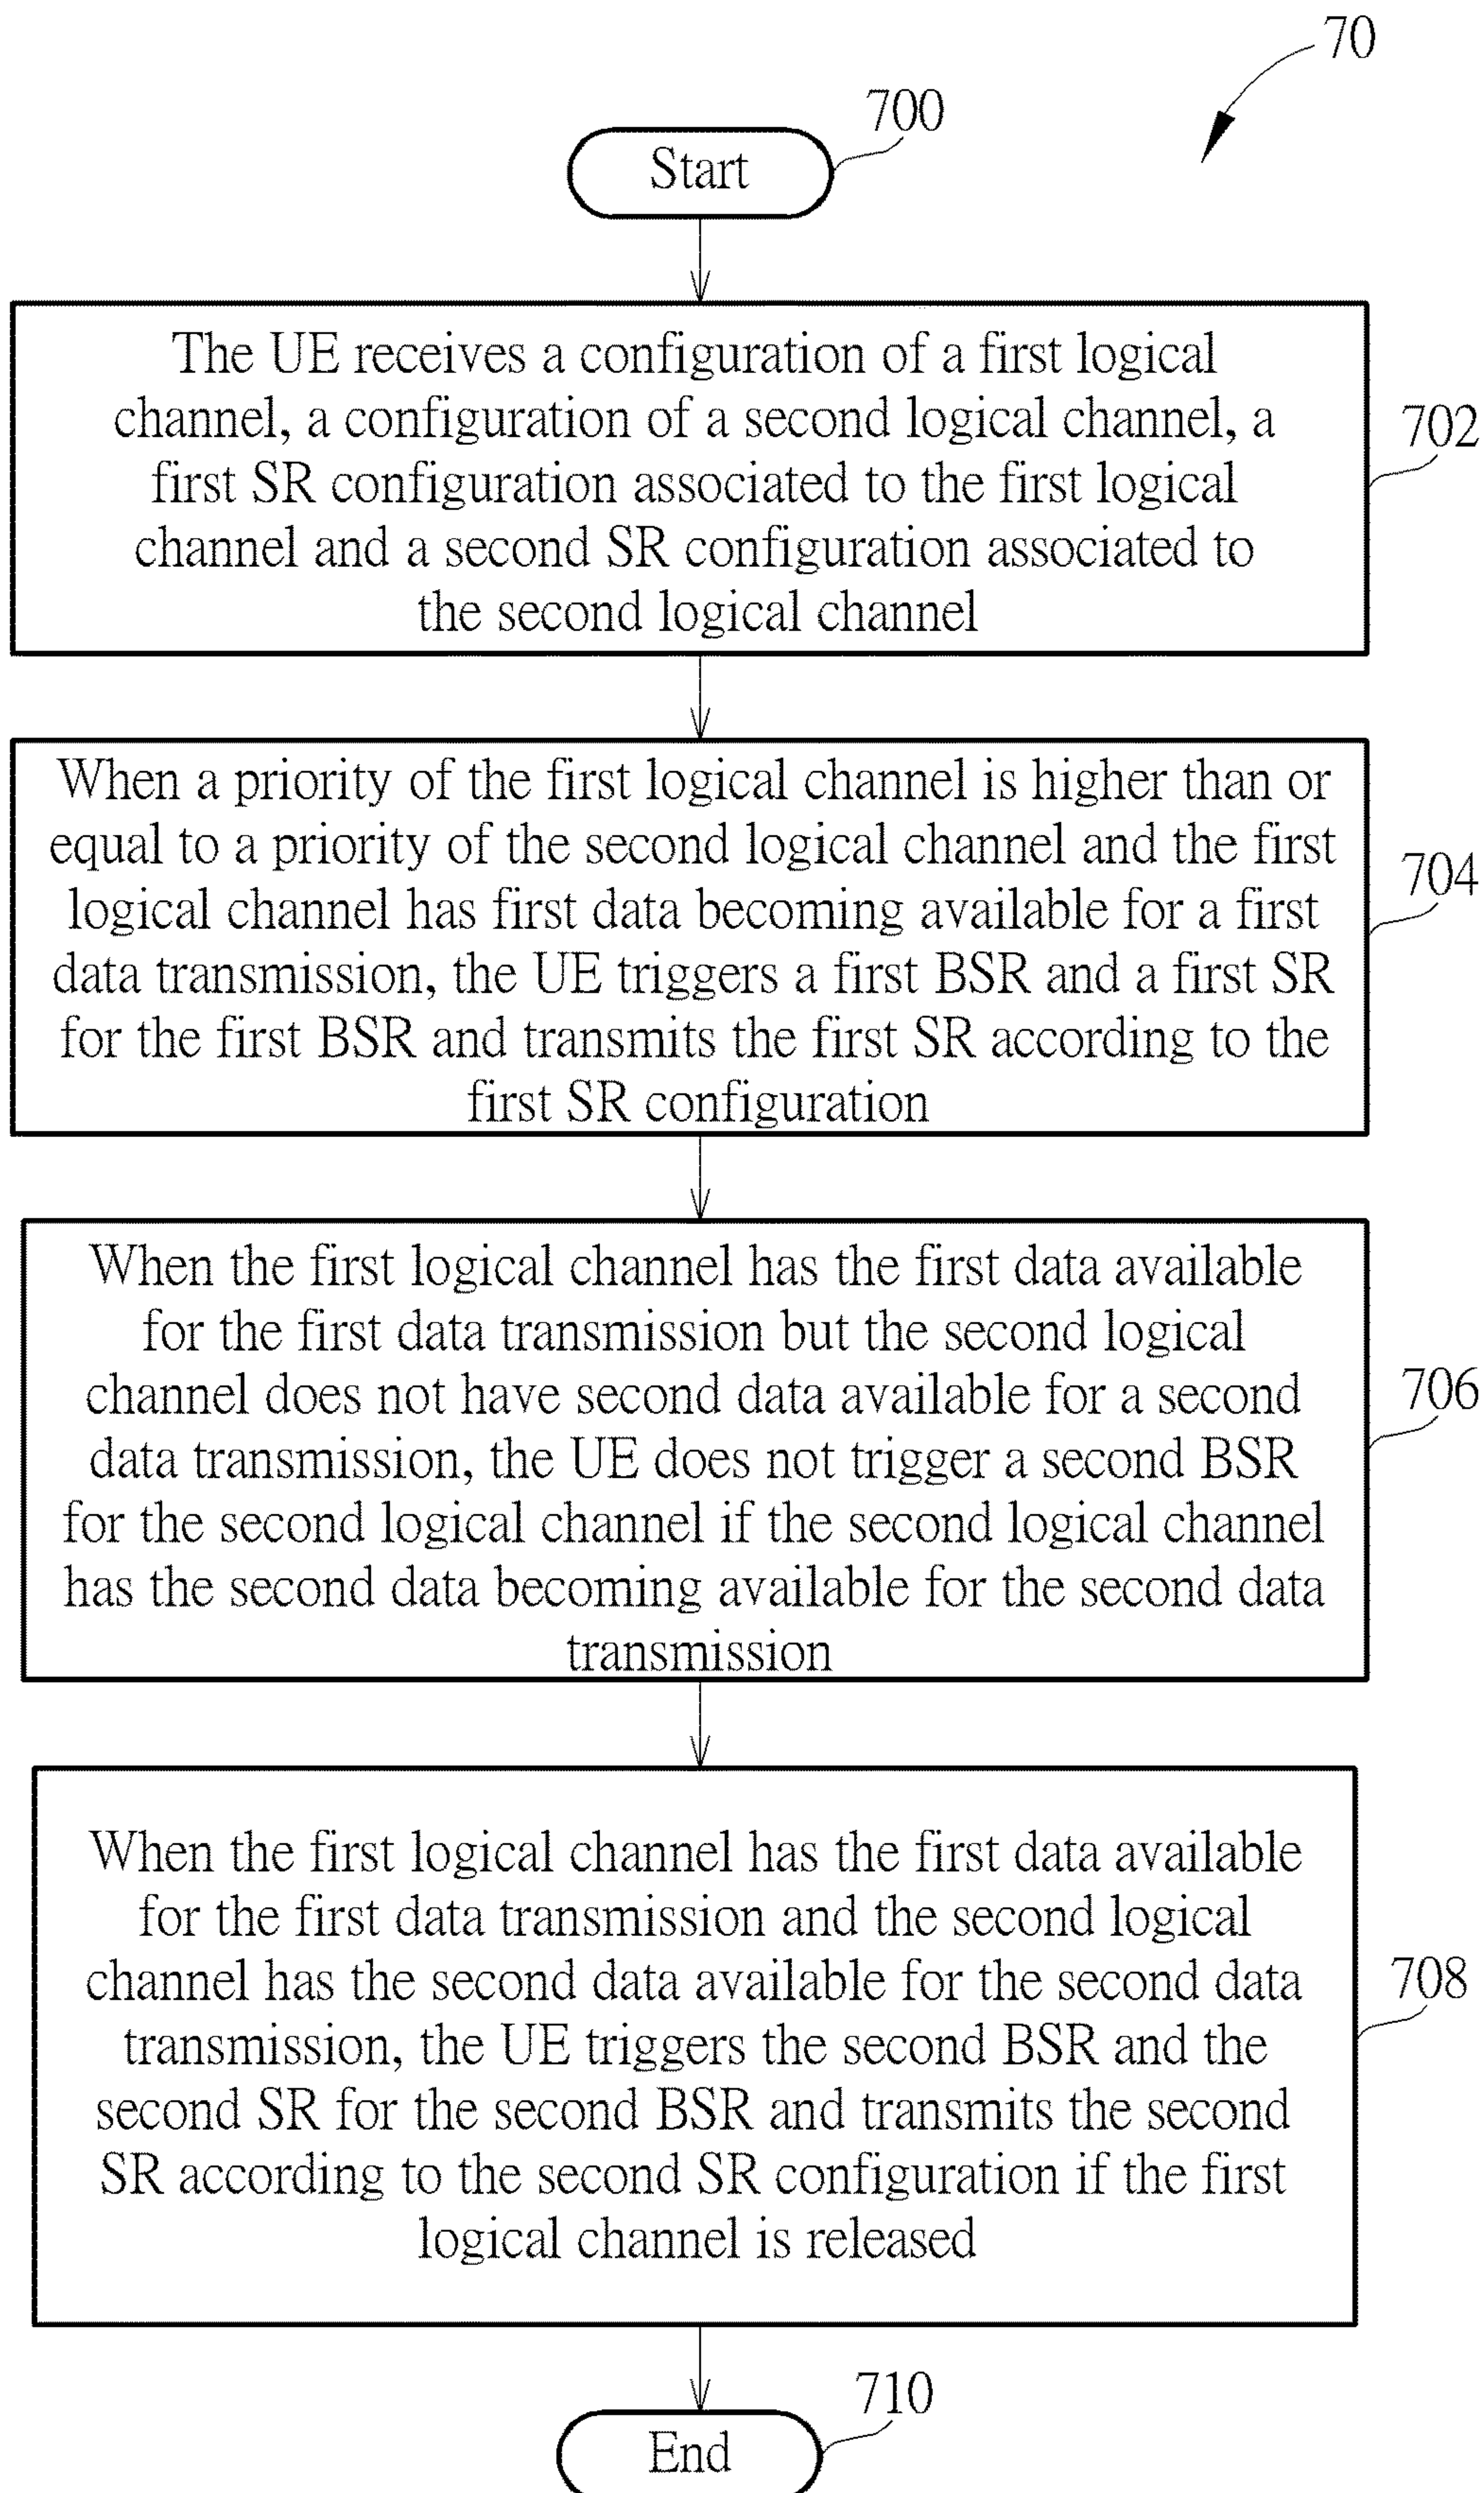 70
700
Start
The UE receives a configuration of a first logical
channel, a configuration of a second logical channel, a
first SR configuration associated to the first logical
channel and a second SR configuration associated to
the second logical channel
702
When a priority of the first logical channel is higher than or
equal to a priority of the second logical channel and the first
logical channel has first data becoming available for a first
data transmission, the UE triggers a first BSR and a first SR
for the first BSR and transmits the first SR according to the
first SR configuration
704
When the first logical channel has the first data available
for the first data transmission but the second logical
channel does not have second data available for a second
data transmission, the UE does not trigger a second BSR
for the second logical channel if the second logical channel
has the second data becoming available for the second data
transmission
706
When the first logical channel has the first data available
for the first data transmission and the second logical
channel has the second data available for the second data
transmission, the UE triggers the second BSR and the
second SR for the second BSR and transmits the second
SR according to the second SR configuration if the first
logical channel is released
708
710
End